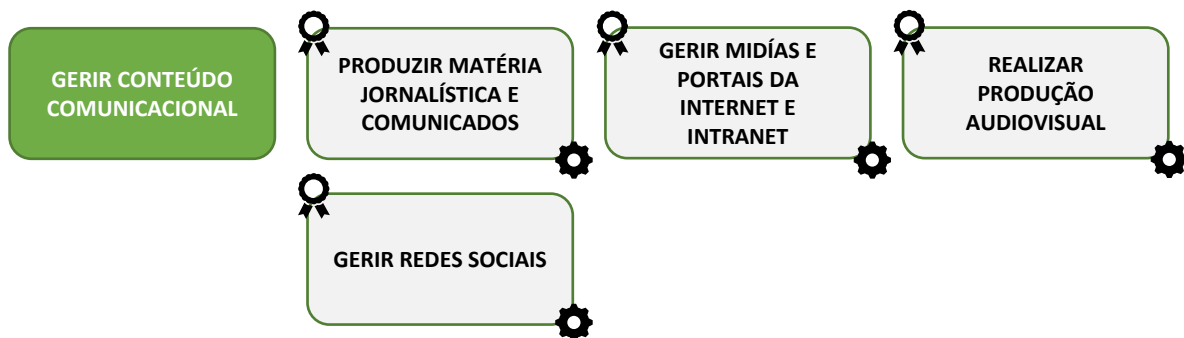 GERIR CONTEÚDO
COMUNICACIONAL
PRODUZIR MATÉRIA
JORNALÍSTICA E
COMUNICADOS
GERIR MIDÍAS E
PORTAIS DA
INTERNET E
INTRANET
REALIZAR
PRODUÇÃO
AUDIOVISUAL
GERIR REDES SOCIAIS